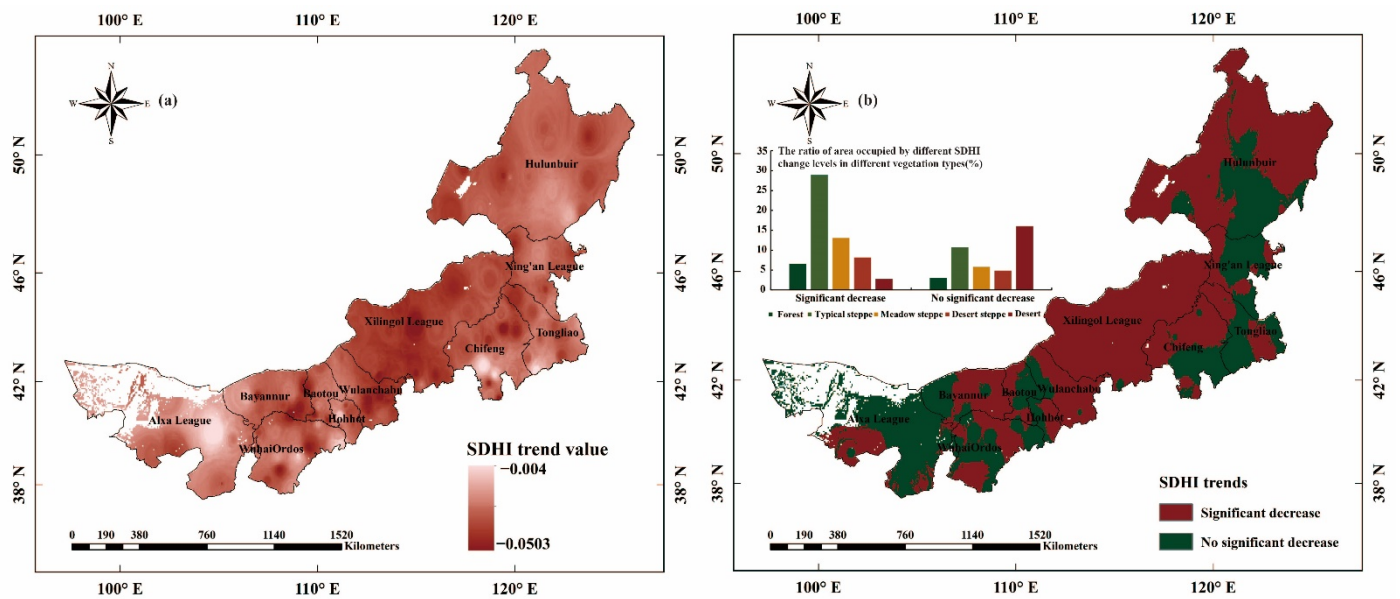 100° E
110° E
120° E
N
W
E
S
(a)
50° N
46° N
42° N
38° N
50° N
46° N
42° N
38° N
Hulunbuir
Xing'an League
Xilingol League
Tongliao
Chifeng
Wulanchabu
Baotou
Bayannur
Hohhot
Alxa League
WuhaiOrdos
SDHI trend value
−0.004
−0.0503
0 190 380 760 1140 1520
Kilometers
100° E
110° E
120° E
100° E
110° E
120° E
N
W
E
S
(b)
50° N
46° N
42° N
38° N
50° N
46° N
42° N
38° N
The ratio of area occupied by different SDHI
change levels in different vegetation types(%)
35
30
25
20
15
10
5
0
Significant decrease
No significant decrease
Forest Typical steppe Meadow steppe Desert steppe Desert
Hulunbuir
Xing'an League
Xilingol League
Tongliao
Chifeng
Wulanchabu
Baotou
Bayannur
Hohhot
Alxa League
WuhaiOrdos
SDHI trends
Significant decrease
No significant decrease
0 190 380 760 1140 1520
Kilometers
100° E
110° E
120° E